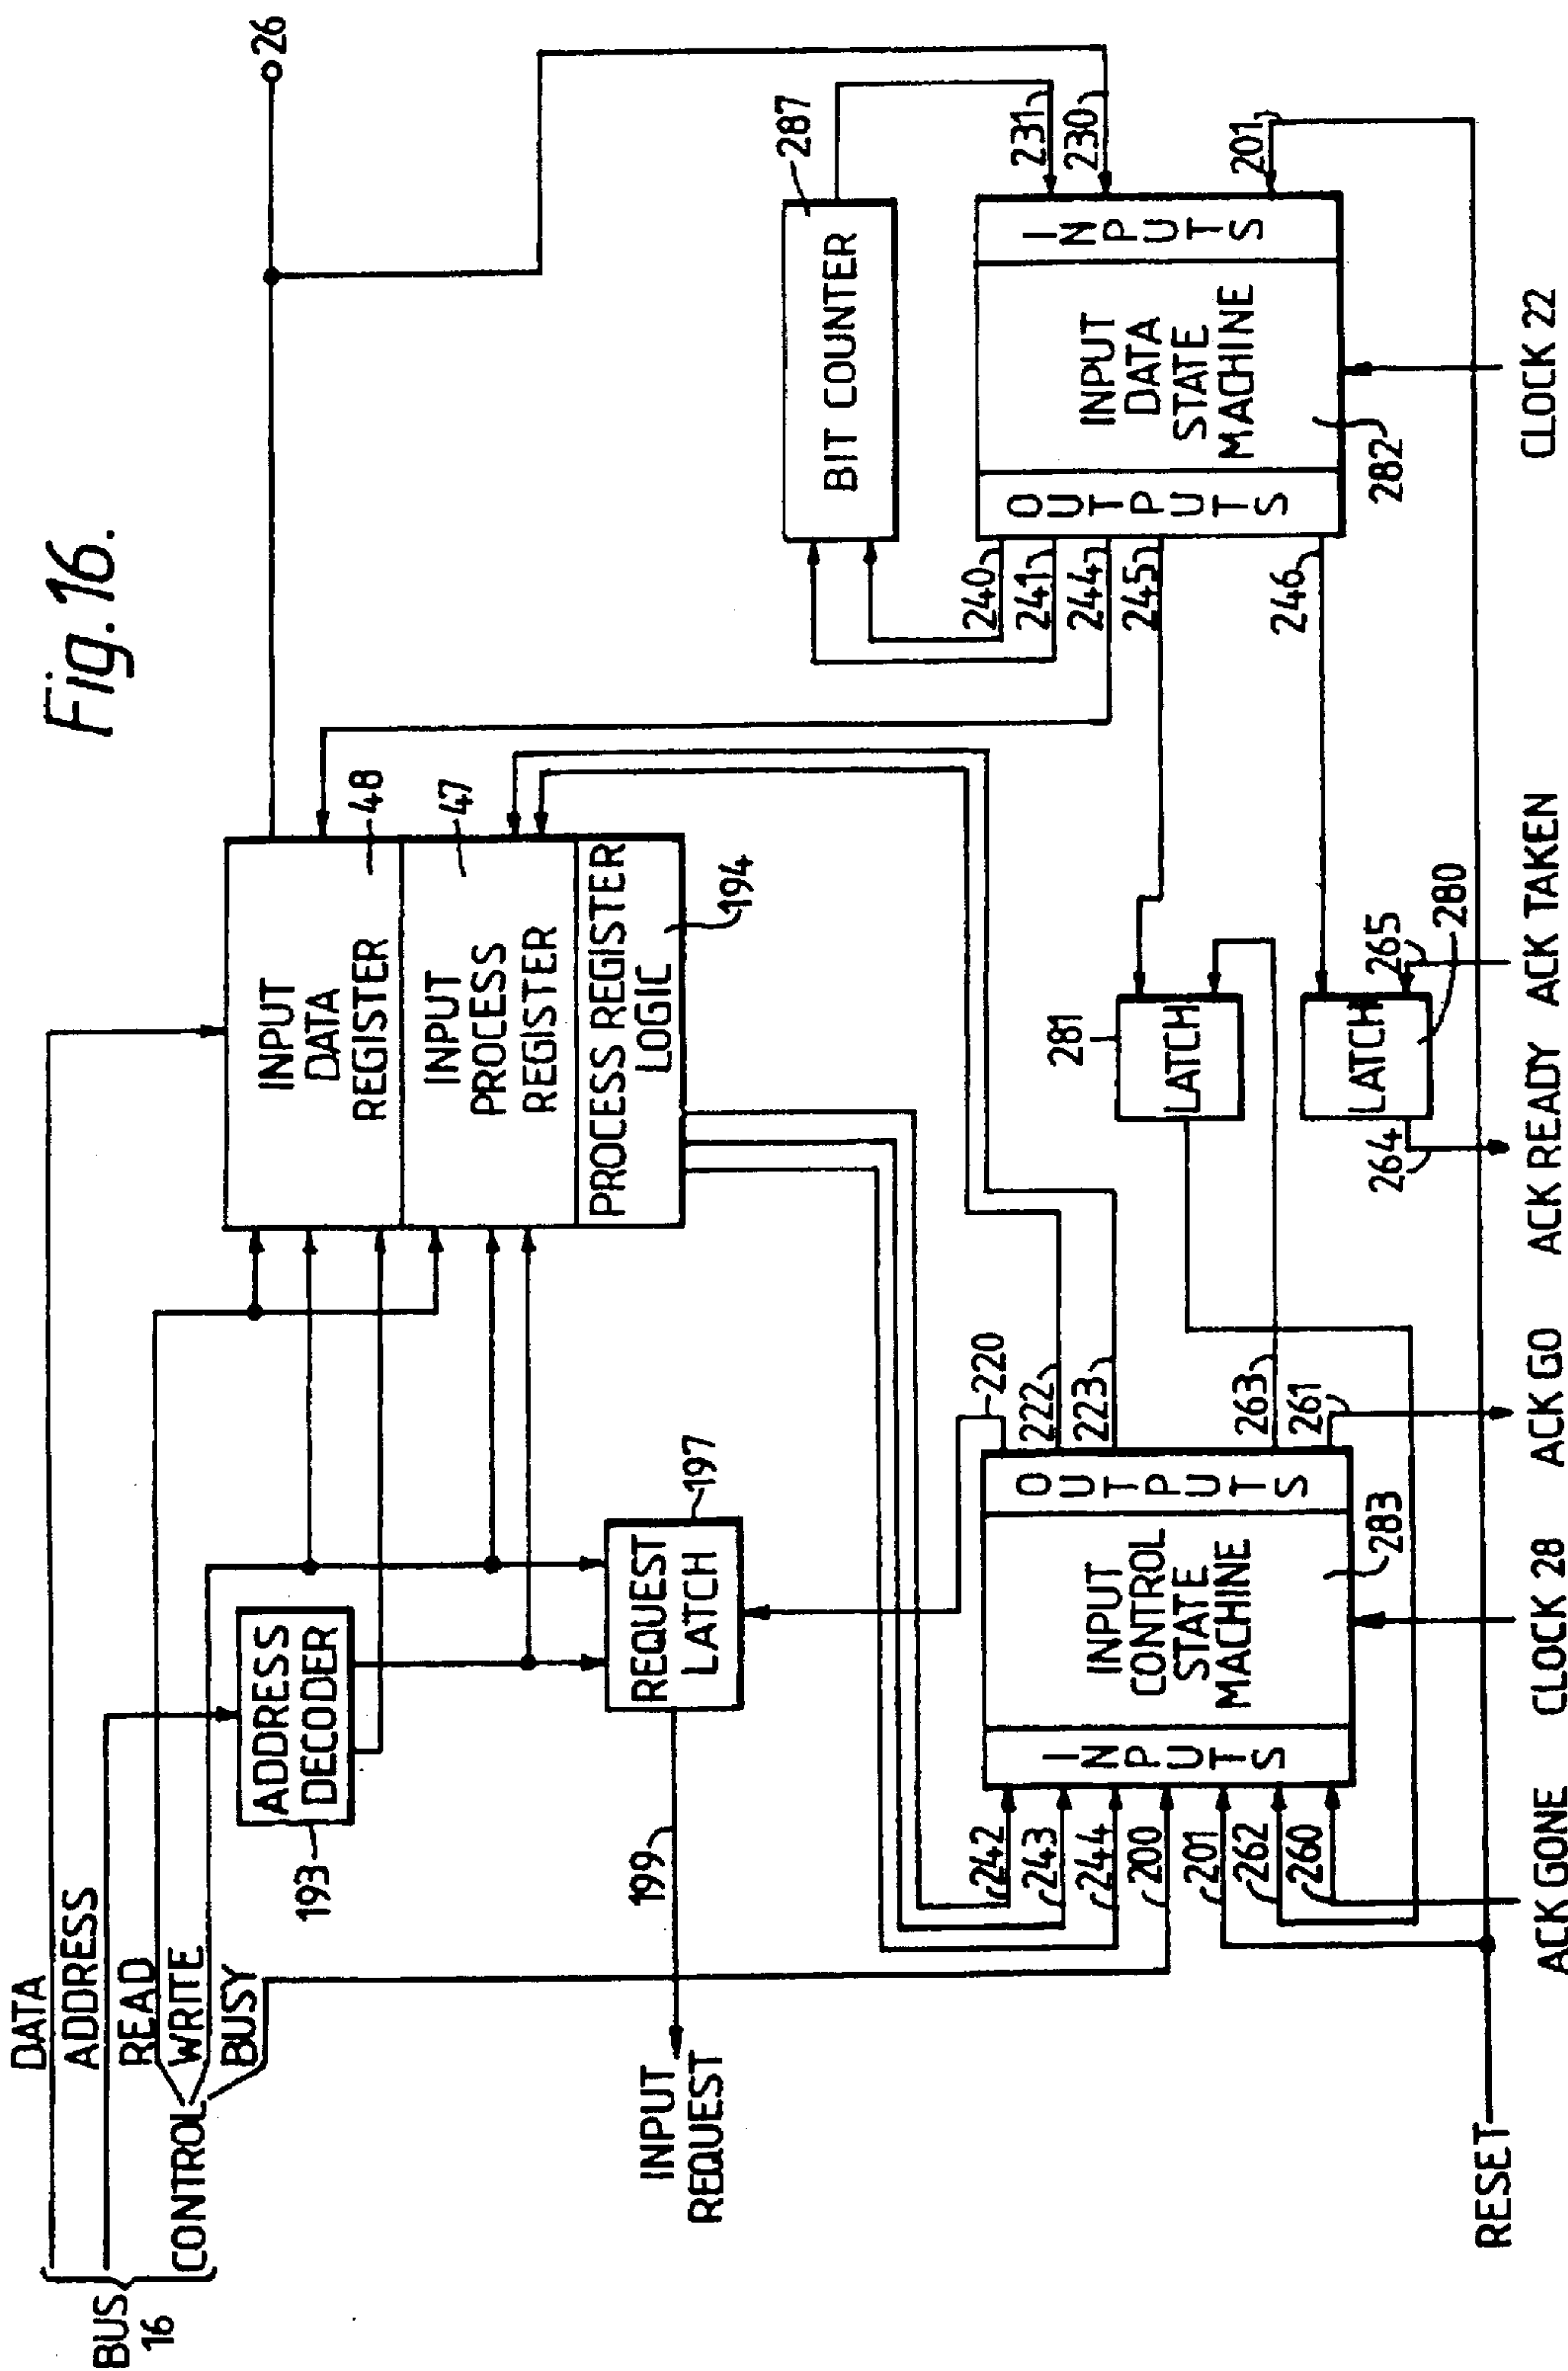 Fig. 16.
BUS
16
DATA
ADDRESS
CONTROL
READ
WRITE
BUSY
193
ADDRESS
DECODER
INPUT
DATA
REGISTER
48
INPUT
PROCESS
REGISTER
47
PROCESS REGISTER
LOGIC
194
26
INPUT
REQUEST
199
REQUEST
LATCH
197
BIT COUNTER
287
242
243
244
200
201
262
260
INPUTS
INPUT
CONTROL
STATE
MACHINE
283
OUTPUTS
220
222
223
263
261
281
LATCH
LATCH
280
264
265
240
241
244
245
246
OUTPUTS
INPUT
DATA
STATE
MACHINE
282
INPUTS
231
230
201
RESET
ACK GONE
CLOCK 28
ACK GO
ACK READY
ACK TAKEN
CLOCK 22